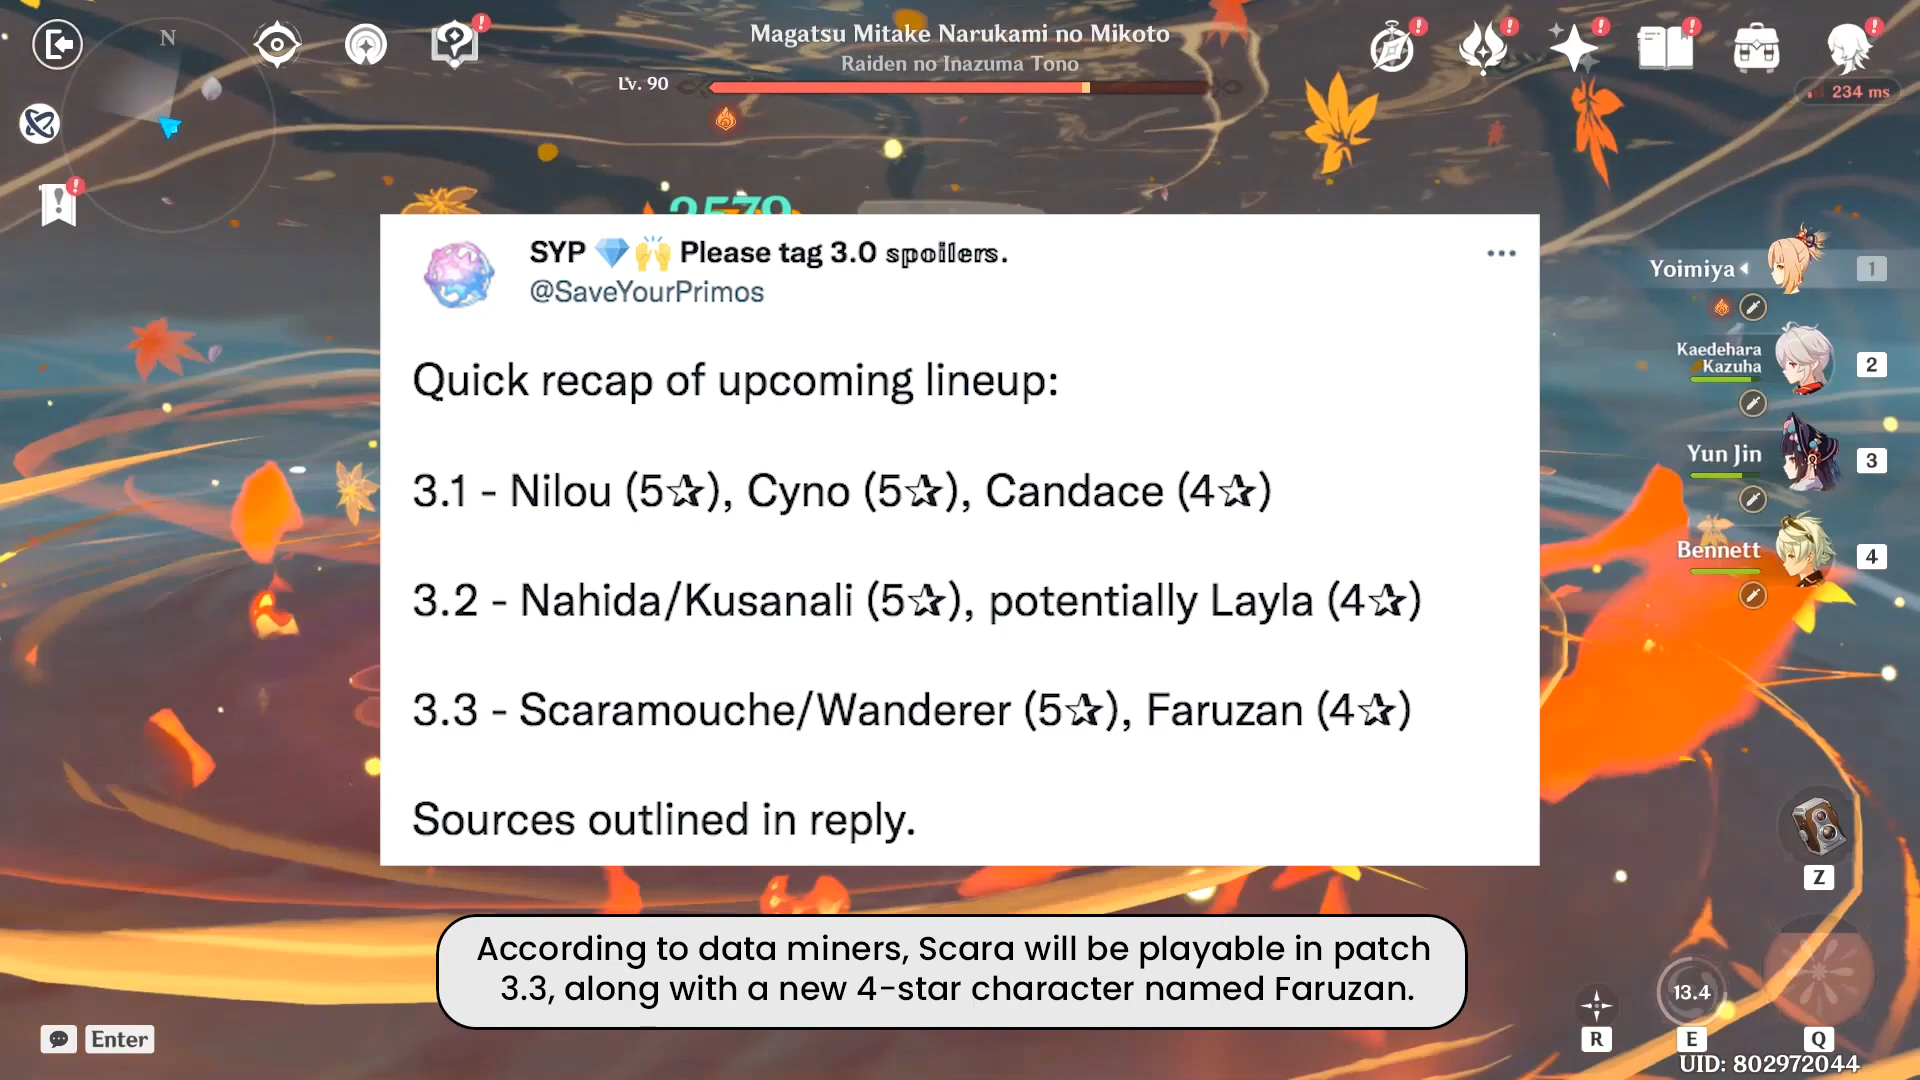 N
Magatsu Mitake Narukami no Mikoto
Raiden no Inazuma Tono
Lv. 90
234 ms
2579
SYP 💎🙌 Please tag 3.0 𝕤𝕡𝕠𝕚𝕝𝕖𝕣𝕤.
@SaveYourPrimos
Quick recap of upcoming lineup:
3.1 - Nilou (5✰), Cyno (5✰), Candace (4✰)
3.2 - Nahida/Kusanali (5✰), potentially Layla (4✰)
3.3 - Scaramouche/Wanderer (5✰), Faruzan (4✰)
Sources outlined in reply.
Yoimiya
1
Kaedehara
Kazuha
2
Yun Jin
3
Bennett
4
Z
According to data miners, Scara will be playable in patch
3.3, along with a new 4-star character named Faruzan.
13.4
Enter
R
E
Q
UID: 802972044